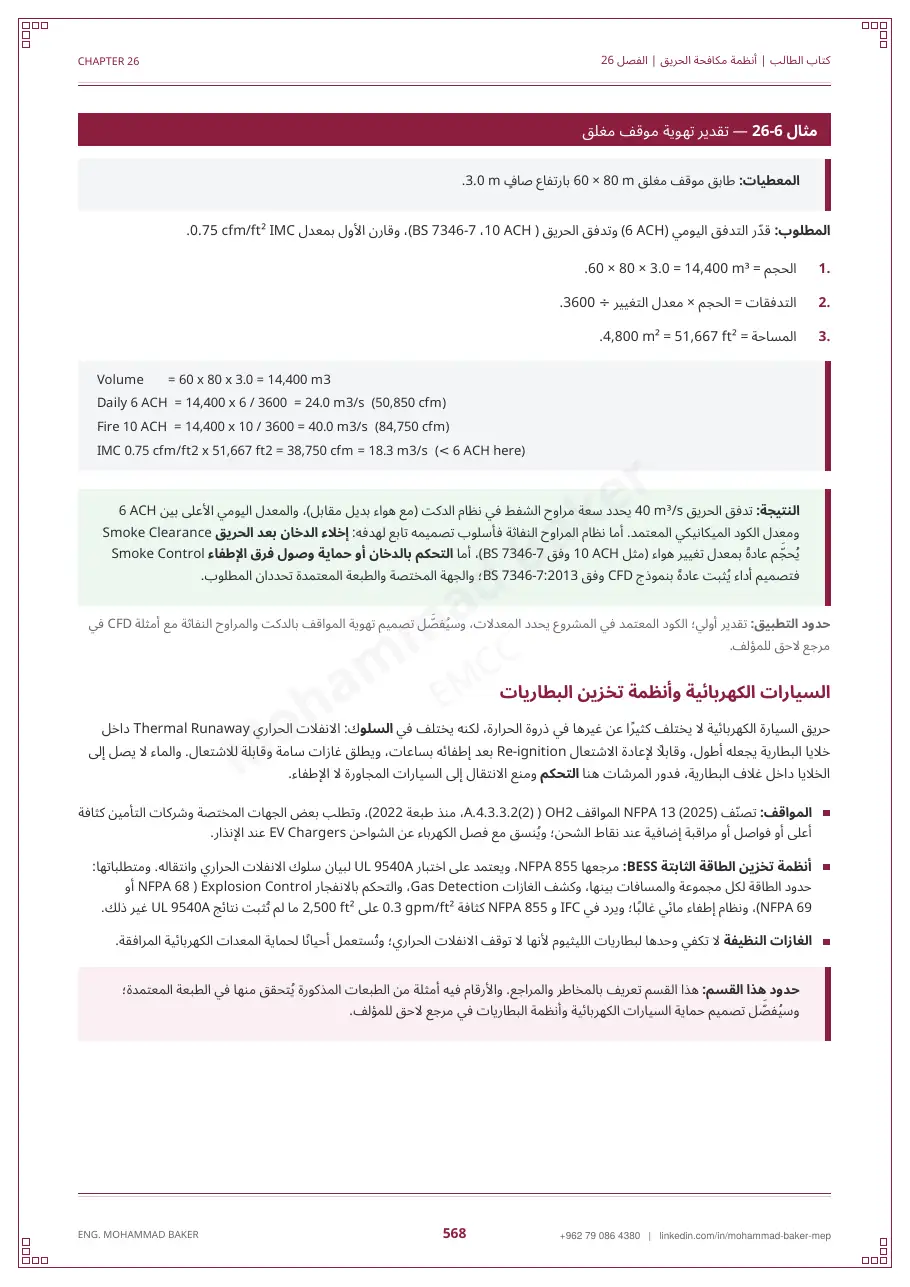 CHAPTER 26
كتاب الطالب | أنظمة مكافحة الحريق | الفصل 26
مثال 6-26 — تقدير تهوية موقف مغلق
المعطيات: طابق موقف مغلق 60 × 80 m بارتفاع صافٍ 3.0 m.
المطلوب: قدّر التدفق اليومي (6 ACH) وتدفق الحريق ( 10 ACH، BS 7346-7)، وقارن الأول بمعدل 0.75 cfm/ft² IMC.
1. الحجم = 60 × 80 × 3.0 = 14,400 m³.
2. التدفقات = الحجم × معدل التغيير ÷ 3600.
3. المساحة = 4,800 m² = 51,667 ft².
Volume = 60 x 80 x 3.0 = 14,400 m3
Daily 6 ACH = 14,400 x 6 / 3600 = 24.0 m3/s (50,850 cfm)
Fire 10 ACH = 14,400 x 10 / 3600 = 40.0 m3/s (84,750 cfm)
IMC 0.75 cfm/ft2 x 51,667 ft2 = 38,750 cfm = 18.3 m3/s (< 6 ACH here)
النتيجة: تدفق الحريق 40 m³/s يحدد سعة مراوح الشفط في نظام الدكت (مع هواء بديل مقابل)، والمعدل اليومي الأعلى بين 6 ACH
ومعدل الكود الميكانيكي المعتمد. أما نظام المراوح النفاثة فأسلوب تصميمه تابع لهدفه: إخلاء الدخان بعد الحريق Smoke Clearance
يُحجَّم عادةً بمعدل تغيير هواء (مثل 10 ACH وفق BS 7346-7)، أما التحكم بالدخان أو حماية وصول فرق الإطفاء Smoke Control
فتصميم أداء يُثبت عادةً بنموذج CFD وفق BS 7346-7:2013؛ والجهة المختصة والطبعة المعتمدة تحددان المطلوب.
حدود التطبيق: تقدير أولي؛ الكود المعتمد في المشروع يحدد المعدلات، وسيُفصَّل تصميم تهوية المواقف بالدكت والمراوح النفاثة مع أمثلة CFD في
مرجع لاحق للمؤلف.
السيارات الكهربائية وأنظمة تخزين البطاريات
حريق السيارة الكهربائية لا يختلف كثيرًا عن غيرها في ذروة الحرارة، لكنه يختلف في السلوك: الانفلات الحراري Thermal Runaway داخل
خلايا البطارية يجعله أطول، وقابلًا لإعادة الاشتعال Re-ignition بعد إطفائه بساعات، ويطلق غازات سامة وقابلة للاشتعال. والماء لا يصل إلى
الخلايا داخل غلاف البطارية، فدور المرشات هنا التحكم ومنع الانتقال إلى السيارات المجاورة لا الإطفاء.
▪ المواقف: تصنّف NFPA 13 (2025) المواقف OH2 ( A.4.3.3.2(2)، منذ طبعة 2022)، وتطلب بعض الجهات المختصة وشركات التأمين كثافة
أعلى أو فواصل أو مراقبة إضافية عند نقاط الشحن؛ ويُنسق مع فصل الكهرباء عن الشواحن EV Chargers عند الإنذار.
▪ أنظمة تخزين الطاقة الثابتة BESS: مرجعها NFPA 855، ويعتمد على اختبار UL 9540A لبيان سلوك الانفلات الحراري وانتقاله. ومتطلباتها:
حدود الطاقة لكل مجموعة والمسافات بينها، وكشف الغازات Gas Detection، والتحكم بالانفجار Explosion Control ( NFPA 68 أو
NFPA 69)، ونظام إطفاء مائي غالبًا؛ ويرد في IFC و NFPA 855 كثافة 0.3 gpm/ft² على 2,500 ft² ما لم تُثبت نتائج UL 9540A غير ذلك.
▪ الغازات النظيفة لا تكفي وحدها لبطاريات الليثيوم لأنها لا توقف الانفلات الحراري؛ وتُستعمل أحيانًا لحماية المعدات الكهربائية المرافقة.
حدود هذا القسم: هذا القسم تعريف بالمخاطر والمراجع. والأرقام فيه أمثلة من الطبعات المذكورة يُتحقق منها في الطبعة المعتمدة؛
وسيُفصَّل تصميم حماية السيارات الكهربائية وأنظمة البطاريات في مرجع لاحق للمؤلف.
mohammad baker
EMCC
ENG. MOHAMMAD BAKER
568
+962 79 086 4380 | linkedin.com/in/mohammad-baker-mep